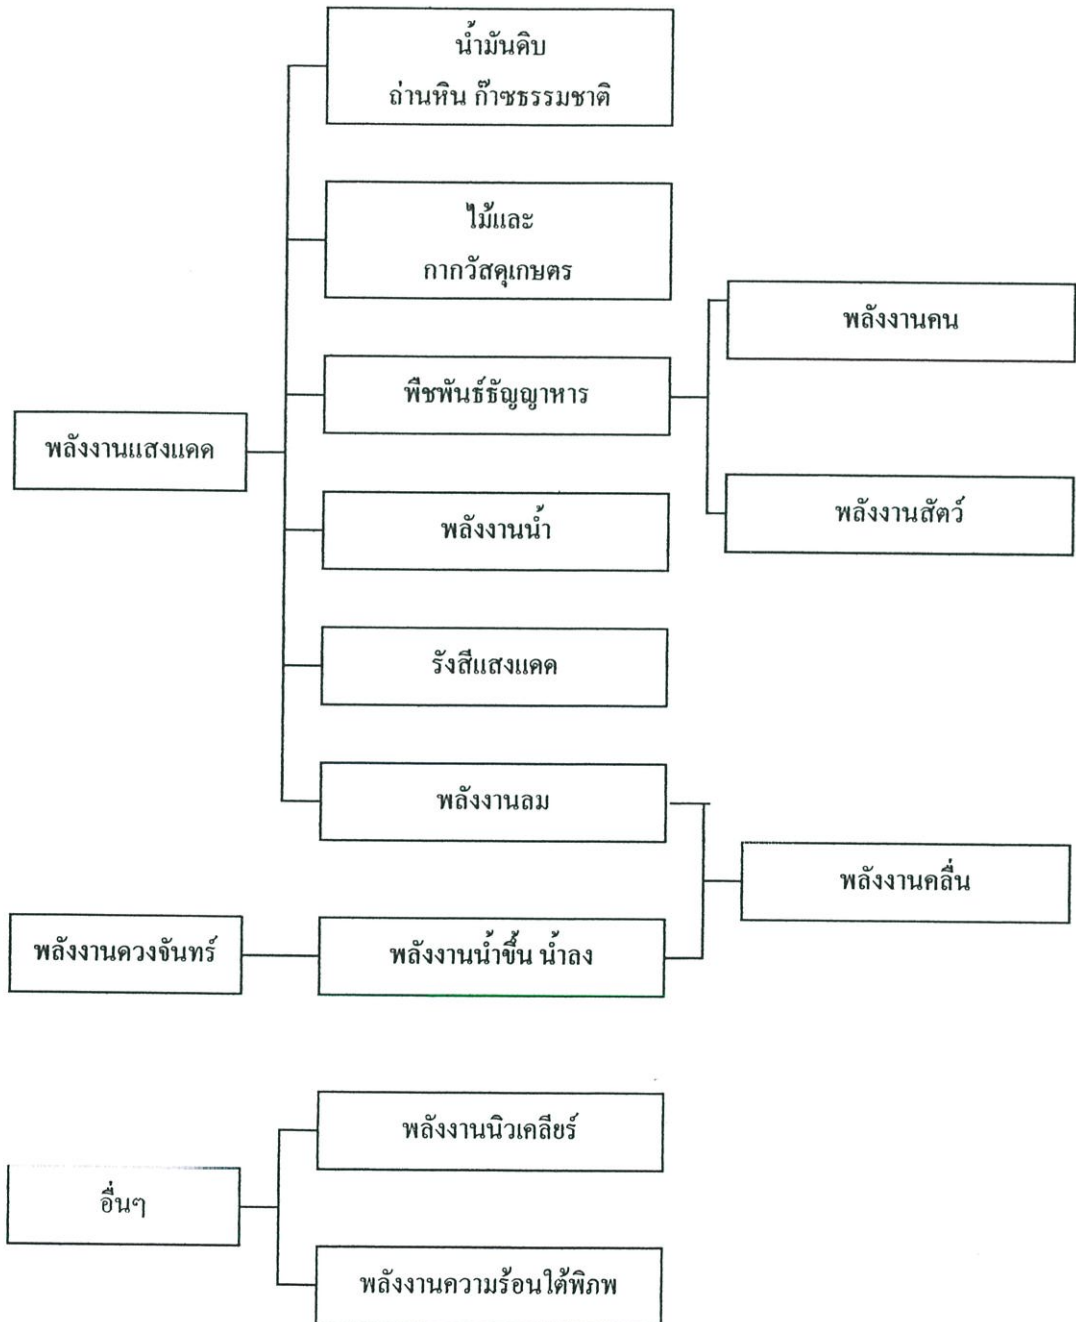 น้ำมันดิบ
ถ่านหิน ก๊าซธรรมชาติ
ไม้และ
กากวัสดุเกษตร
พลังงานคน
พืชพันธ์ธัญญาหาร
พลังงานแสงแดด
พลังงานสัตว์
พลังงานน้ำ
รังสีแสงแดด
พลังงานลม
พลังงานคลื่น
พลังงานดวงจันทร์
พลังงานน้ำขึ้น น้ำลง
พลังงานนิวเคลียร์
อื่นๆ
พลังงานความร้อนใต้พิภพ